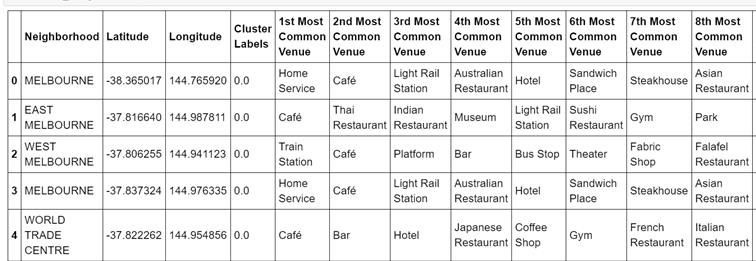 Neighborhood Latitude Longitude Cluster Labels 1st Most Common Venue 2nd Most Common Venue 3rd Most Common Venue 4th Most Common Venue 5th Most Common Venue 6th Most Common Venue 7th Most Common Venue 8th Most Common Venue
0 MELBOURNE -38.365017 144.765920 0.0 Home Service Café Light Rail Station Australian Restaurant Hotel Sandwich Place Steakhouse Asian Restaurant
1 EAST MELBOURNE -37.816640 144.987811 0.0 Café Thai Restaurant Indian Restaurant Museum Light Rail Station Sushi Restaurant Gym Park
2 WEST MELBOURNE -37.806255 144.941123 0.0 Train Station Café Platform Bar Bus Stop Theater Fabric Shop Falafel Restaurant
3 MELBOURNE -37.837324 144.976335 0.0 Home Service Café Light Rail Station Australian Restaurant Hotel Sandwich Place Steakhouse Asian Restaurant
4 WORLD TRADE CENTRE -37.822262 144.954856 0.0 Café Bar Hotel Japanese Restaurant Coffee Shop Gym French Restaurant Italian Restaurant